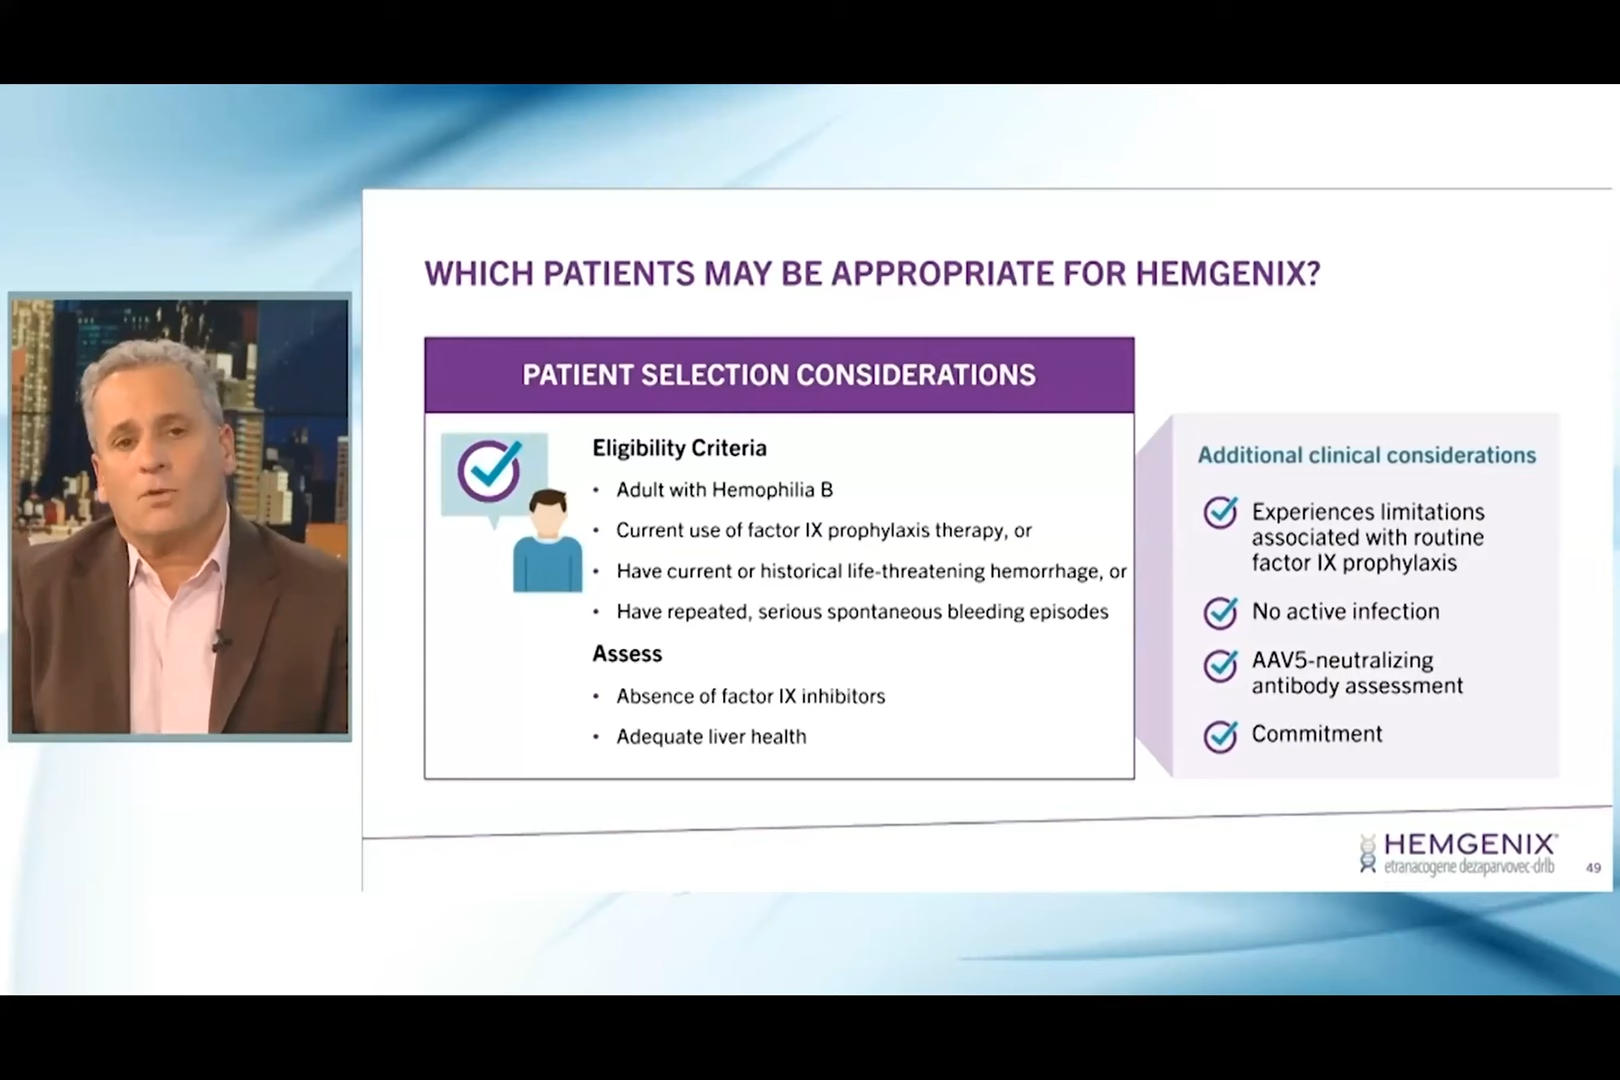 WHICH PATIENTS MAY BE APPROPRIATE FOR HEMGENIX?
PATIENT SELECTION CONSIDERATIONS
Eligibility Criteria
• Adult with Hemophilia B
• Current use of factor IX prophylaxis therapy, or
• Have current or historical life-threatening hemorrhage, or
• Have repeated, serious spontaneous bleeding episodes
Assess
• Absence of factor IX inhibitors
• Adequate liver health
Additional clinical considerations
Experiences limitations
associated with routine
factor IX prophylaxis
No active infection
AAV5-neutralizing
antibody assessment
Commitment
HEMGENIX
etranacogene dezaparvovec-drlb
49